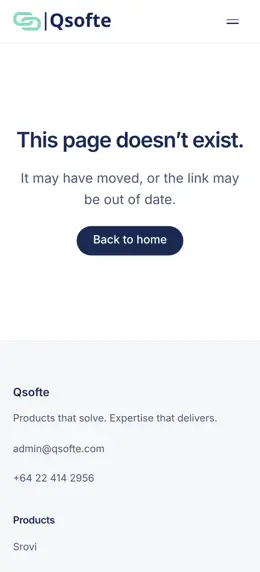 Qsofte
This page doesn’t exist.
It may have moved, or the link may
be out of date.
Back to home
Qsofte
Products that solve. Expertise that delivers.
admin@qsofte.com
+64 22 414 2956
Products
Srovi